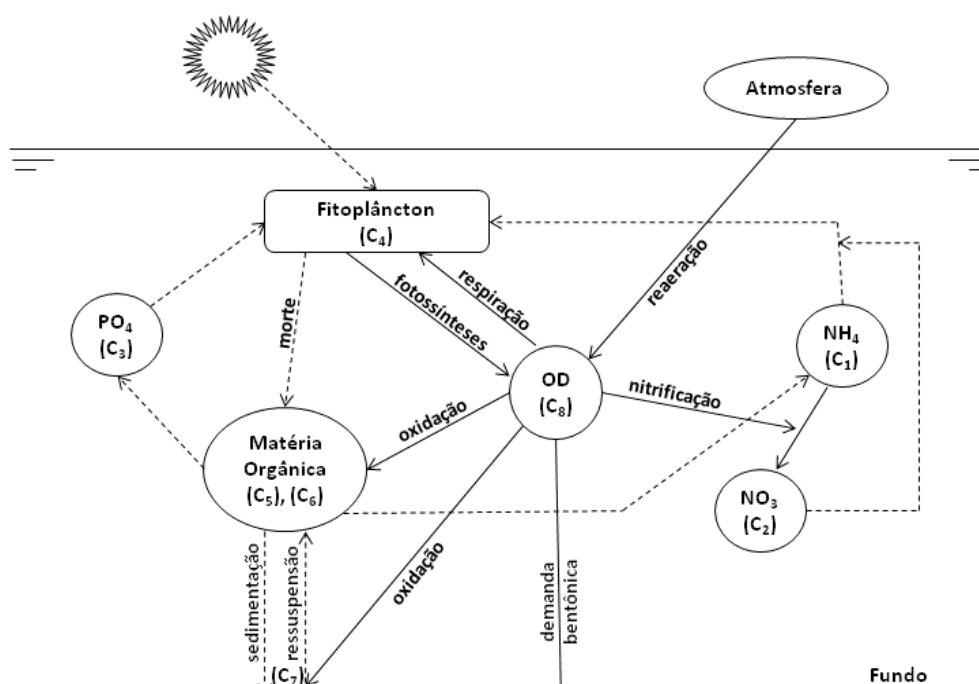 Atmosfera
Fitoplâncton
(C₄)
respiração
fotossínteses
reaeração
morte
PO₄
(C₃)
NH₄
(C₁)
OD
(C₈)
nitrificação
oxidação
Matéria
Orgânica
(C₅), (C₆)
NO₃
(C₂)
sedimentação
ressuspensão
oxidação
demanda
bentônica
(C₇)
Fundo